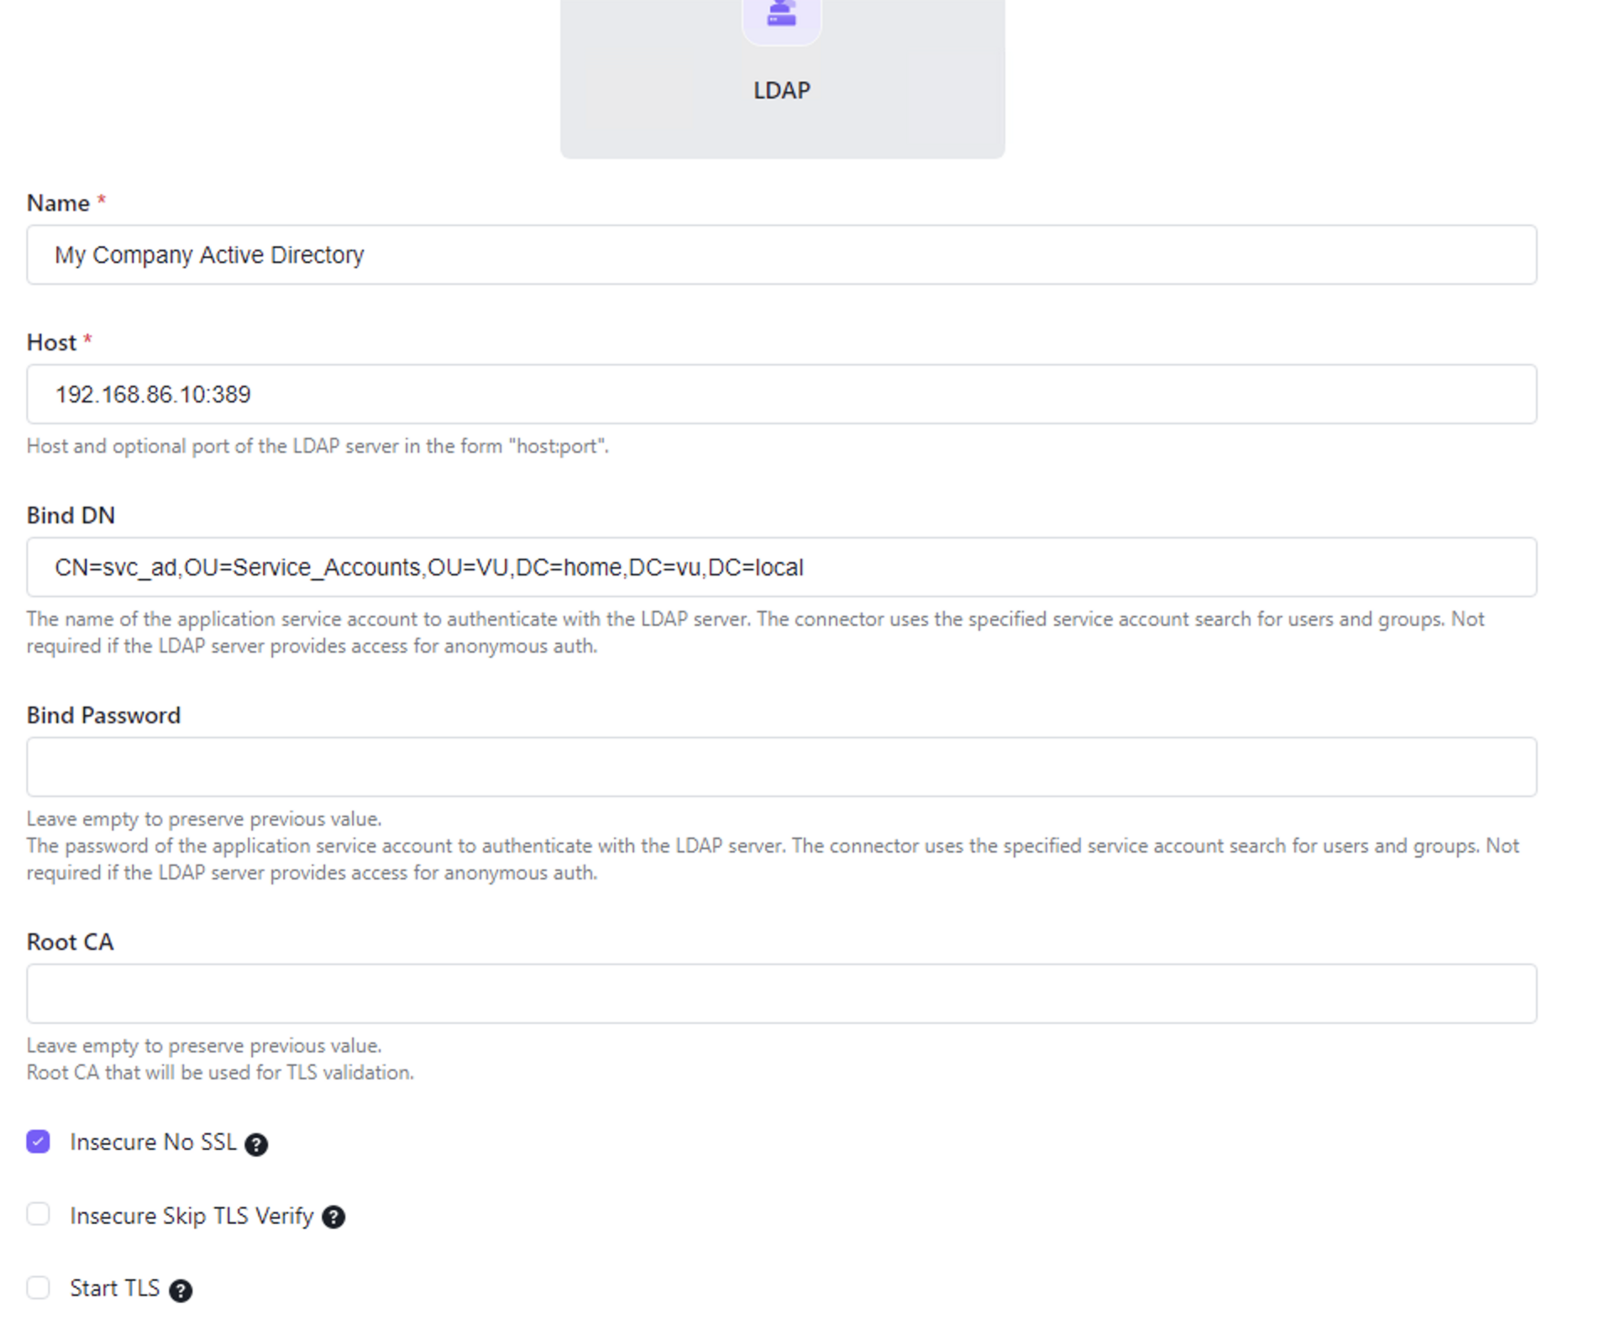 LDAP
Name *
My Company Active Directory
Host *
192.168.86.10:389
Host and optional port of the LDAP server in the form "host:port".
Bind DN
CN=svc_ad,OU=Service_Accounts,OU=VU,DC=home,DC=vu,DC=local
The name of the application service account to authenticate with the LDAP server. The connector uses the specified service account search for users and groups. Not
required if the LDAP server provides access for anonymous auth.
Bind Password
Leave empty to preserve previous value.
The password of the application service account to authenticate with the LDAP server. The connector uses the specified service account search for users and groups. Not
required if the LDAP server provides access for anonymous auth.
Root CA
Leave empty to preserve previous value.
Root CA that will be used for TLS validation.
Insecure No SSL ?
Insecure Skip TLS Verify ?
Start TLS ?